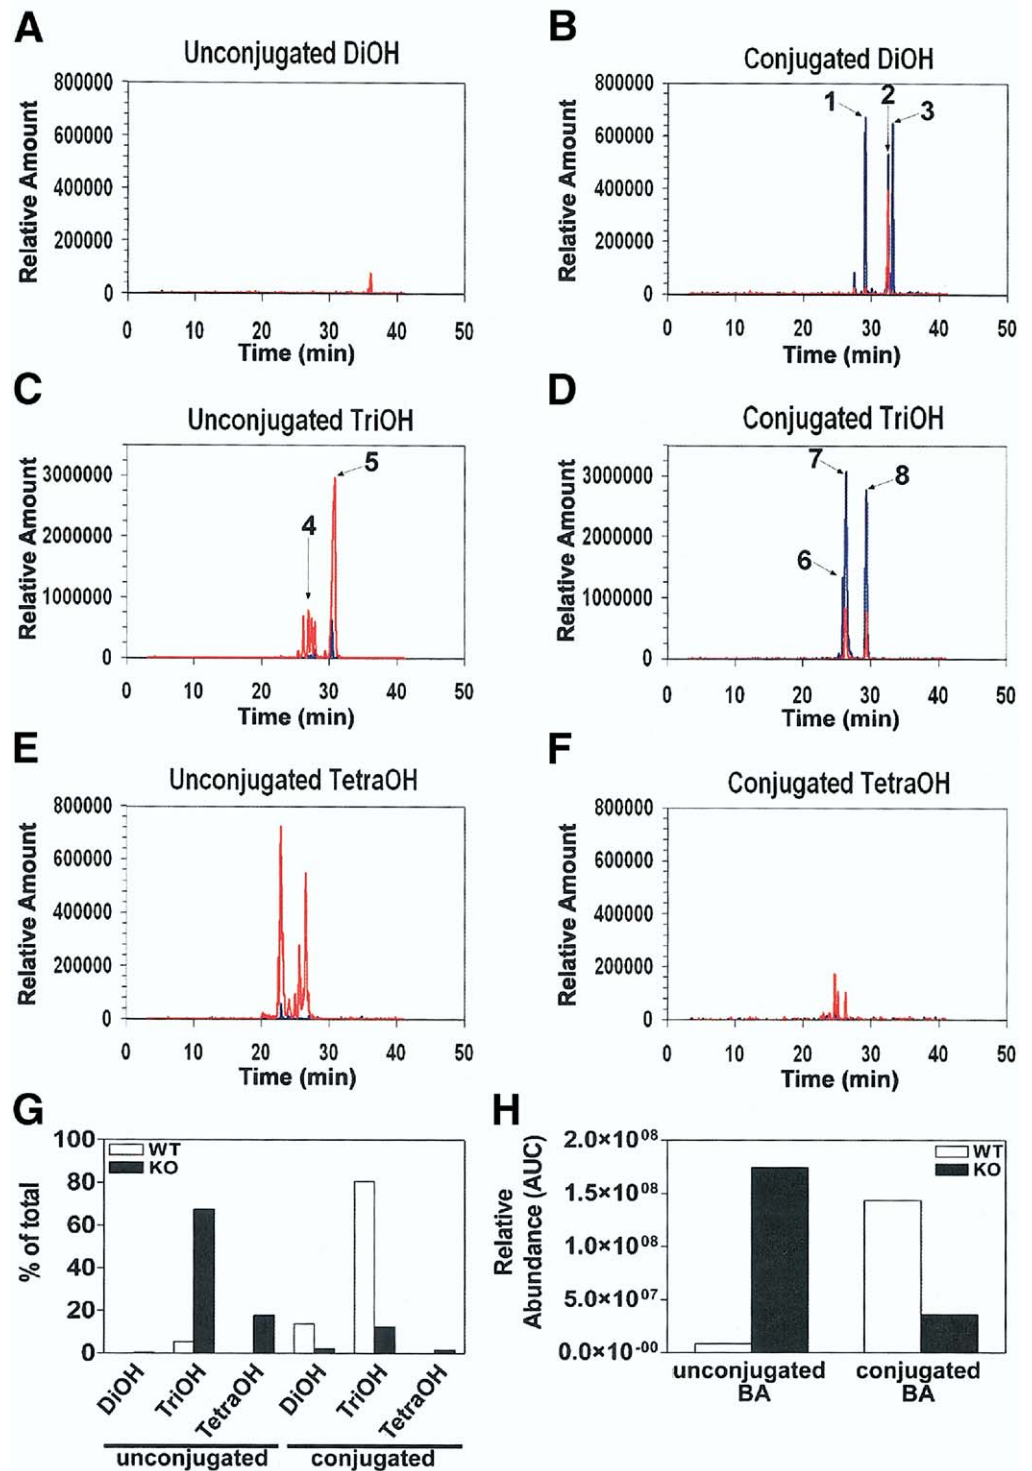 A
Unconjugated DiOH
Relative Amount
800000
600000
400000
200000
0
0 10 20 30 40 50
Time (min)
B
Conjugated DiOH
Relative Amount
800000
600000
400000
200000
0
1 2 3
0 10 20 30 40 50
Time (min)
C
Unconjugated TriOH
Relative Amount
3000000
2000000
1000000
0
4 5
0 10 20 30 40 50
Time (min)
D
Conjugated TriOH
Relative Amount
3000000
2000000
1000000
0
7 8
6
0 10 20 30 40 50
Time (min)
E
Unconjugated TetraOH
Relative Amount
800000
600000
400000
200000
0
0 10 20 30 40 50
Time (min)
F
Conjugated TetraOH
Relative Amount
800000
600000
400000
200000
0
0 10 20 30 40 50
Time (min)
G
% of total
100
80
60
40
20
0
WT
KO
DiOH TriOH TetraOH DiOH TriOH TetraOH
unconjugated conjugated
H
Relative
Abundance (AUC)
2.0×10⁰⁸
1.5×10⁰⁸
1.0×10⁰⁸
5.0×10⁰⁷
0.0×10⁻⁰⁰
WT
KO
unconjugated conjugated
BA BA